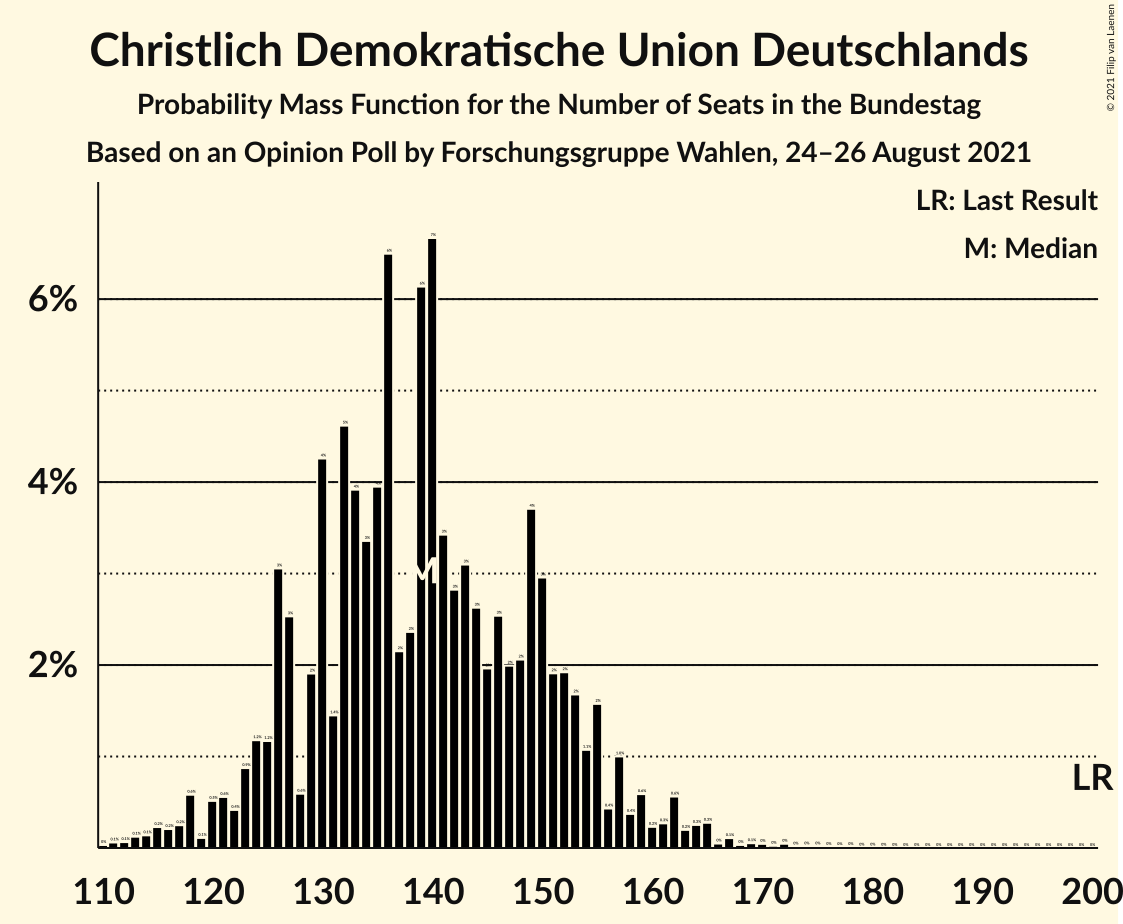 Christlich Demokratische Union Deutschlands
Probability Mass Function for the Number of Seats in the Bundestag
Based on an Opinion Poll by Forschungsgruppe Wahlen, 24–26 August 2021
© 2021 Filip van Laenen
LR: Last Result
M: Median
6%
4%
2%
M
LR
110 120 130 140 150 160 170 180 190 200